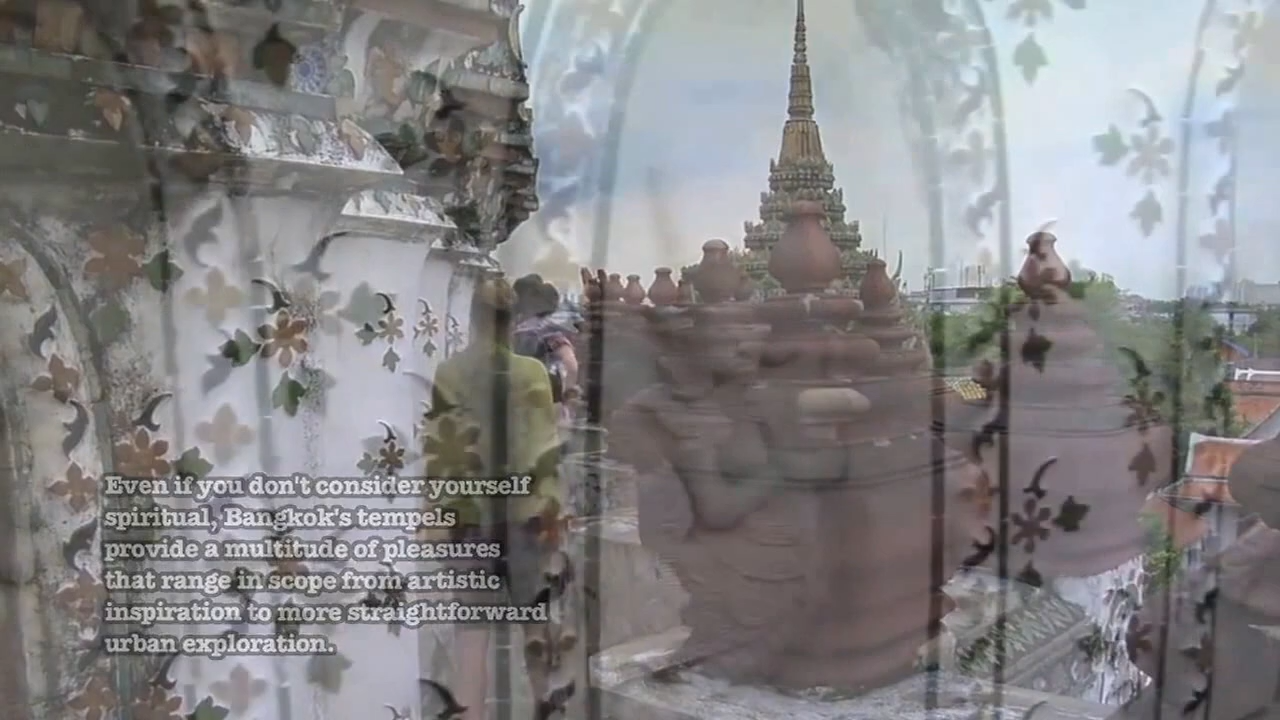 Even if you don't consider yourself
spiritual, Bangkok's tempels
provide a multitude of pleasures
that range in scope from artistic
inspiration to more straightforward
urban exploration.